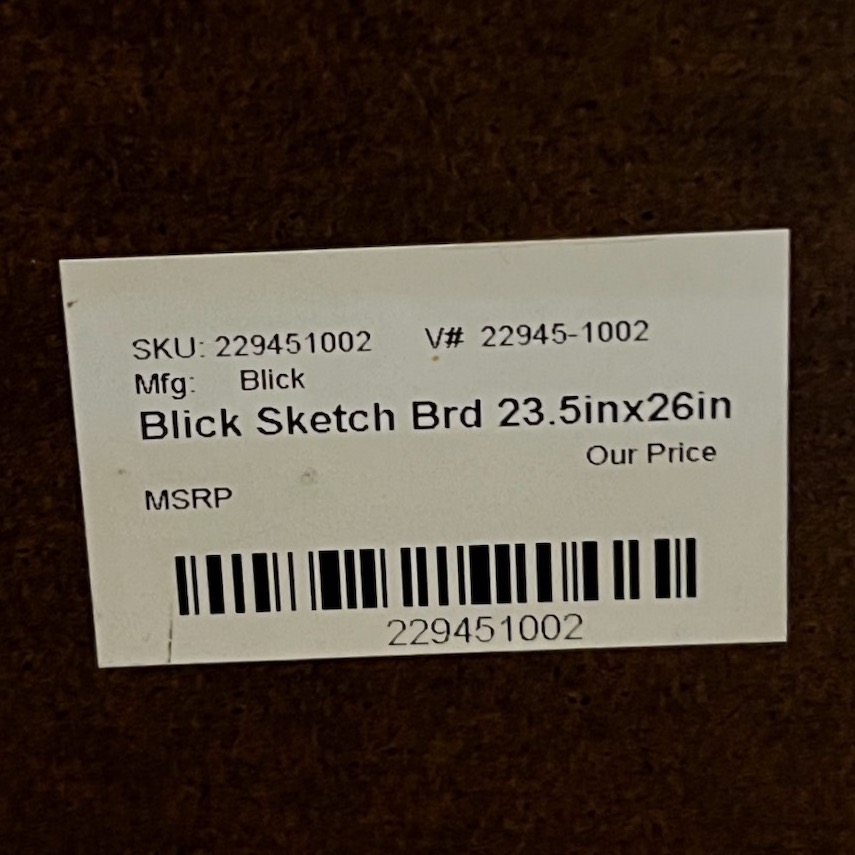 SKU: 229451002 V# 22945-1002
Mfg: Blick
Blick Sketch Brd 23.5inx26in
Our Price
MSRP
229451002